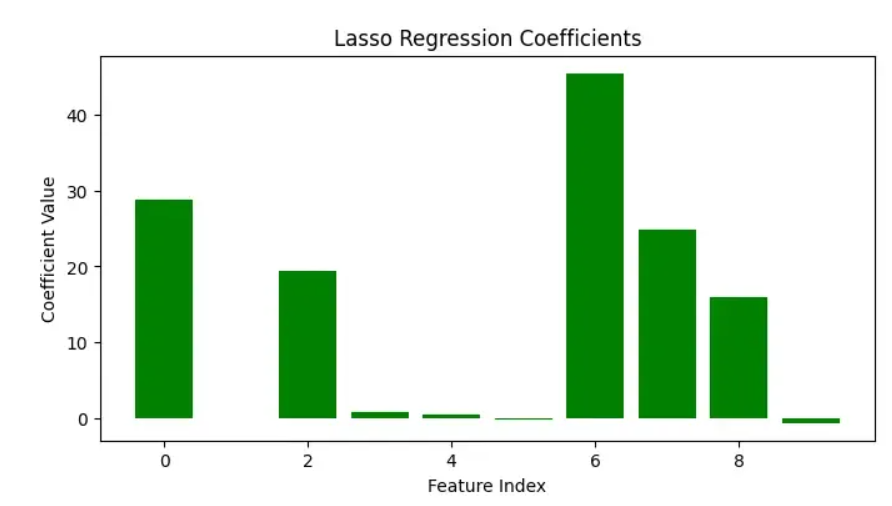 Lasso Regression Coefficients
40
30
20
10
0
Coefficient Value
0 2 4 6 8
Feature Index